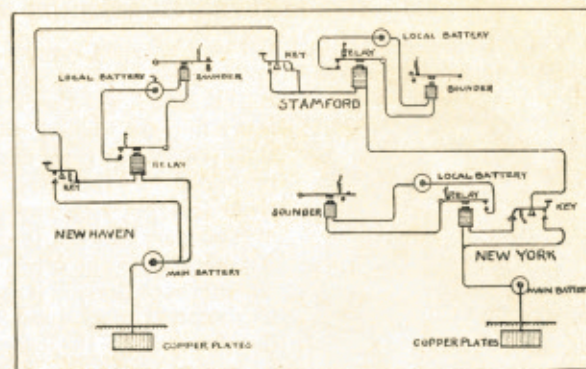 LOCAL BATTERY
SOUNDER
RELAY
KEY
NEW HAVEN
MAIN BATTERY
COPPER PLATES
KEY
STAMFORD
RELAY
LOCAL BATTERY
SOUNDER
LOCAL BATTERY
SOUNDER
RELAY
KEY
NEW YORK
MAIN BATTERY
COPPER PLATES